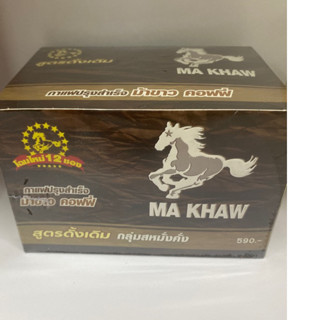 สูตรดั้งเดิม
กาแฟปรุงสำเร็จ
ม้าขาว คอฟฟี่
MA KHAW
โฉมใหม่ 12 ซอง
กาแฟปรุงสำเร็จ
ม้าขาว คอฟฟี่
MA KHAW
สูตรดั้งเดิม กลุ่มสหมั่งคั่ง
590.-